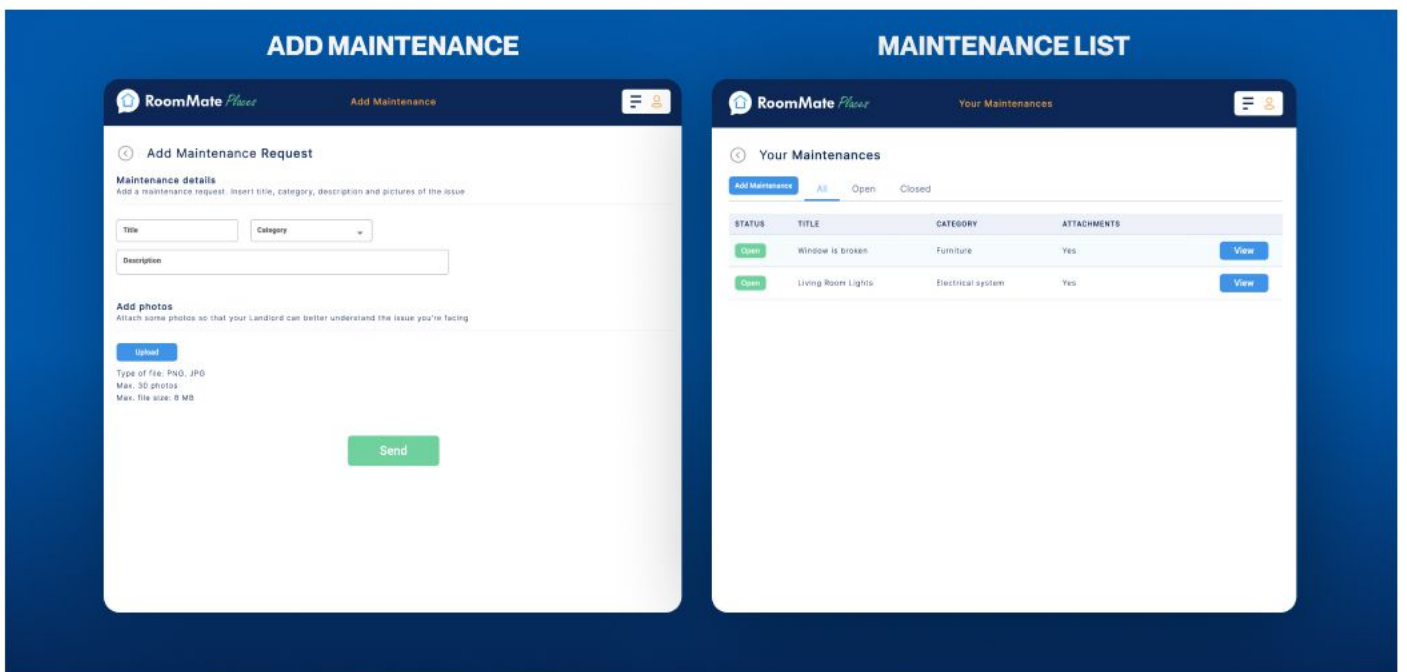 ADD MAINTENANCE
RoomMate Places
Add Maintenance
Add Maintenance Request
Maintenance details
Add a maintenance request. Insert title, category, description and pictures of the issue
Title
Category
Description
Add photos
Attach some photos so that your Landlord can better understand the issue you're facing
Upload
Type of file: PNG, JPG
Max. 30 photos
Max. file size: 8 MB
Send
MAINTENANCE LIST
RoomMate Places
Your Maintenances
Your Maintenances
Add Maintenance All Open Closed
STATUS TITLE CATEGORY ATTACHMENTS
Open Window is broken Furniture Yes View
Open Living Room Lights Electrical system Yes View